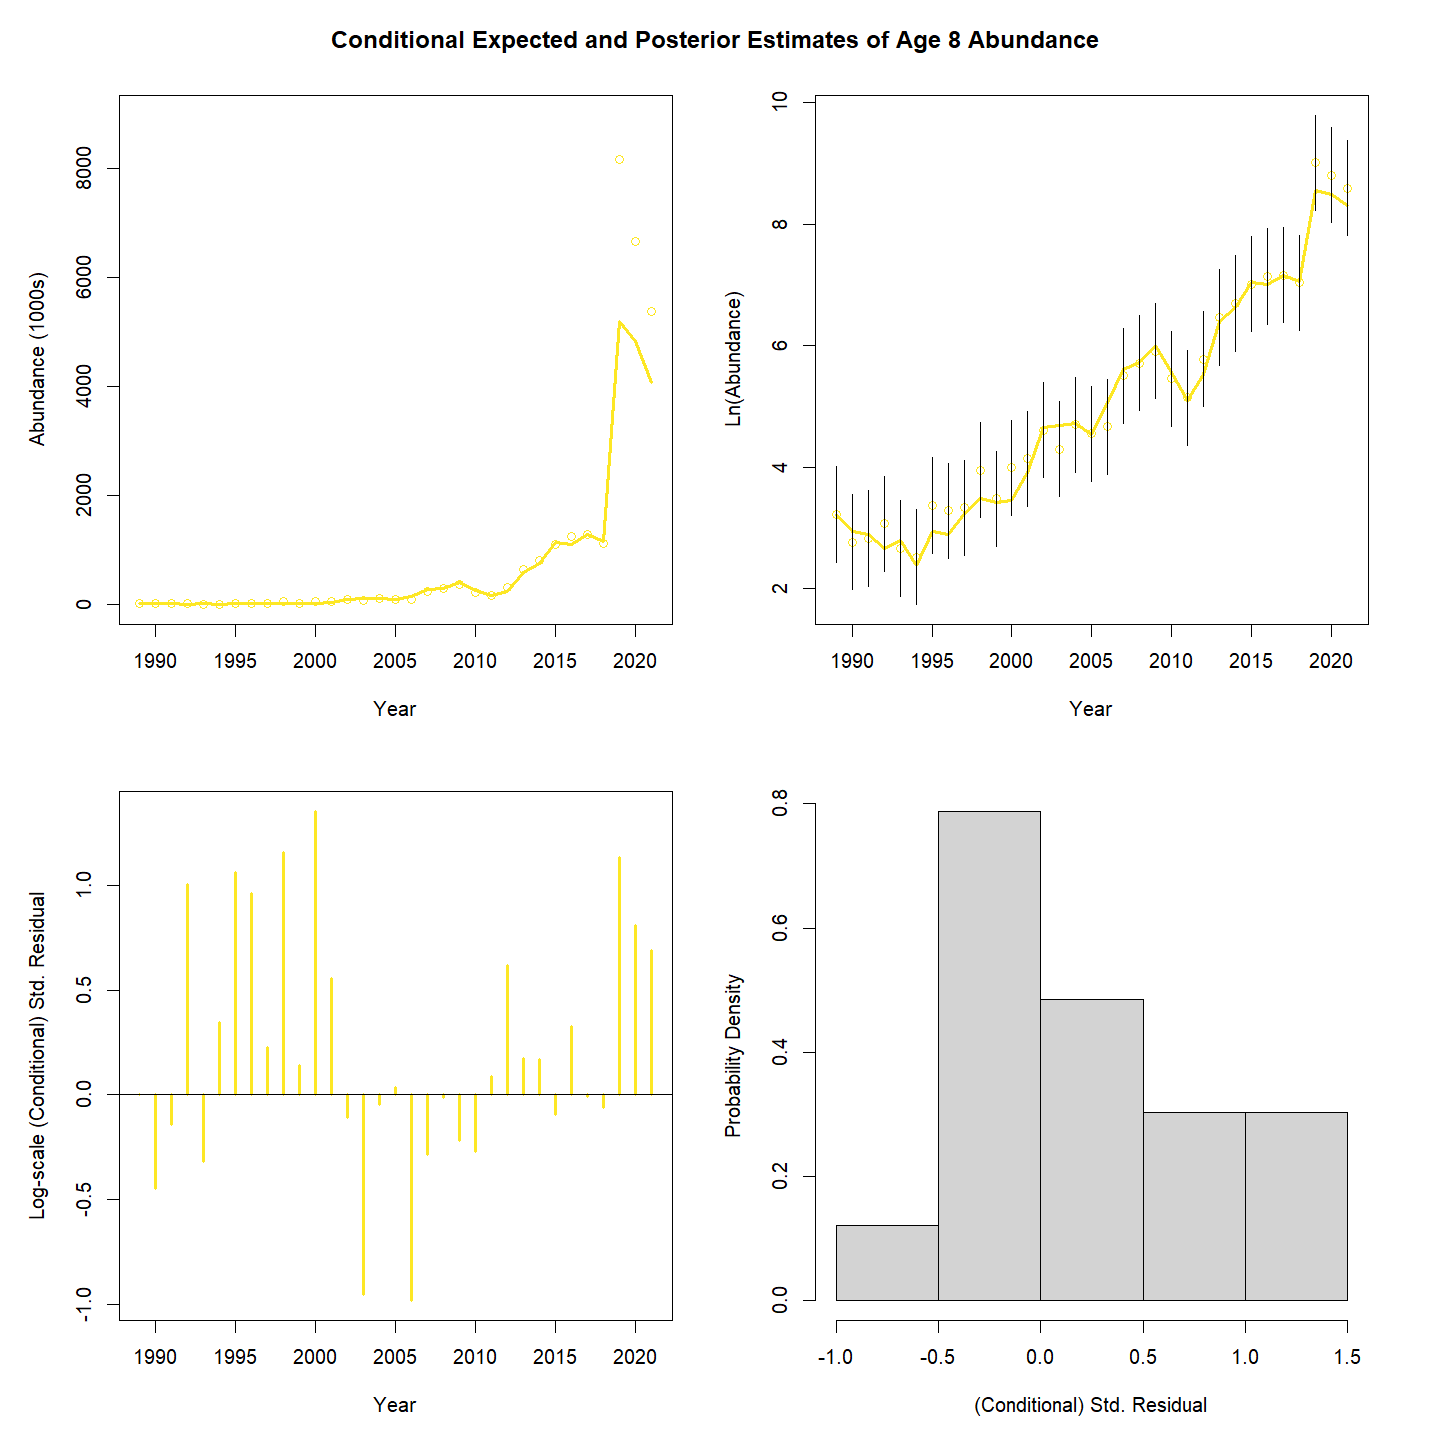 Conditional Expected and Posterior Estimates of Age 8 Abundance
Abundance (1000s)
8000
6000
4000
2000
0
1990 1995 2000 2005 2010 2015 2020
Year
Ln(Abundance)
10
8
6
4
2
1990 1995 2000 2005 2010 2015 2020
Year
Log-scale (Conditional) Std. Residual
1.0
0.5
0.0
-0.5
-1.0
1990 1995 2000 2005 2010 2015 2020
Year
Probability Density
0.8
0.6
0.4
0.2
0.0
-1.0 -0.5 0.0 0.5 1.0 1.5
(Conditional) Std. Residual